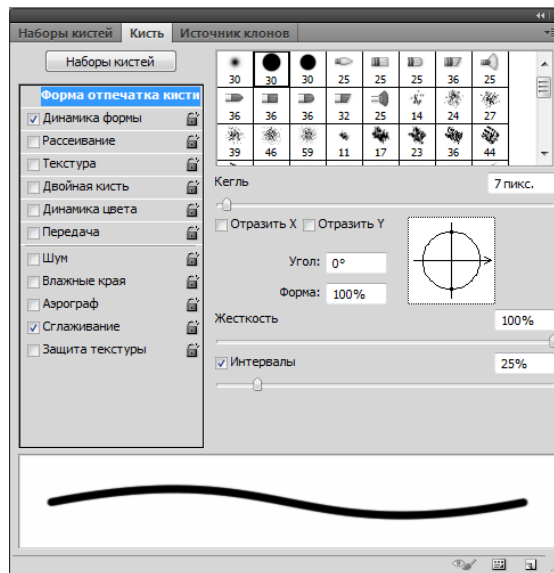 Наборы кистей Кисть Источник клонов
Наборы кистей
30 30 30 25 25 25 36 25
36 36 36 32 25 14 24 27
39 46 59 11 17 23 36 44
Форма отпечатка кисти
Динамика формы
Рассеивание
Текстура
Двойная кисть
Динамика цвета
Передача
Шум
Влажные края
Аэрограф
Сглаживание
Защита текстуры
Кегль 7 пикс.
Отразить X Отразить Y
Угол: 0°
Форма: 100%
Жесткость 100%
Интервалы 25%